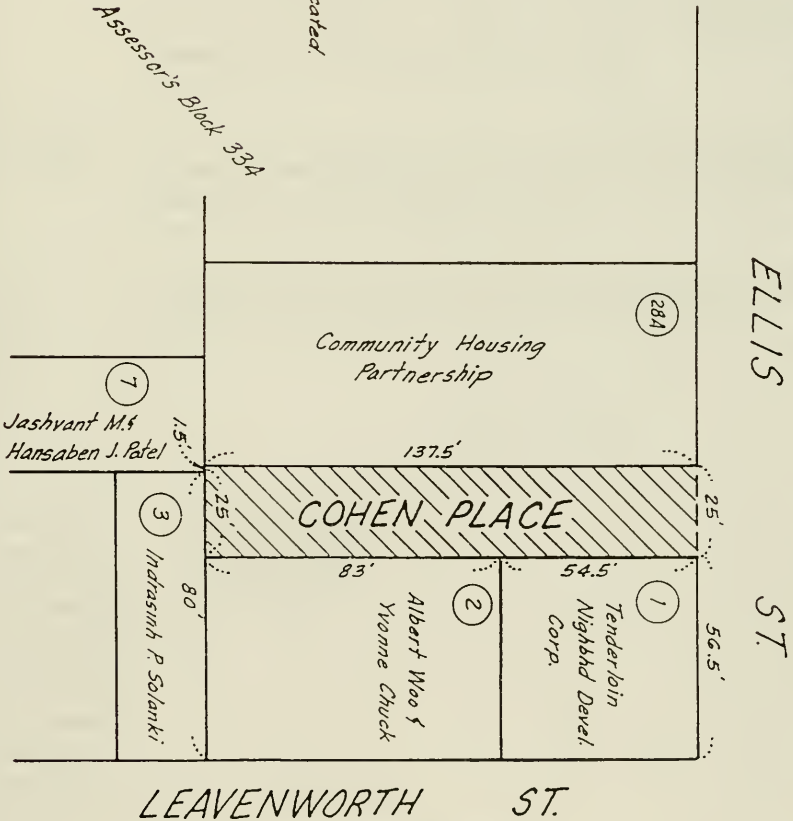 cated.
Assessor's Block 334
ELLIS ST.
28A
Community Housing
Partnership
7
Jashvant M. &
Hansaben J. Patel
1.5'
137.5'
25'
COHEN PLACE
25'
3
Indrasinh P. Solanki
80'
83'
54.5'
2
Albert Woo &
Yvonne Chuck
1
Tenderloin
Nighbhd Devel.
Corp.
56.5'
LEAVENWORTH ST.